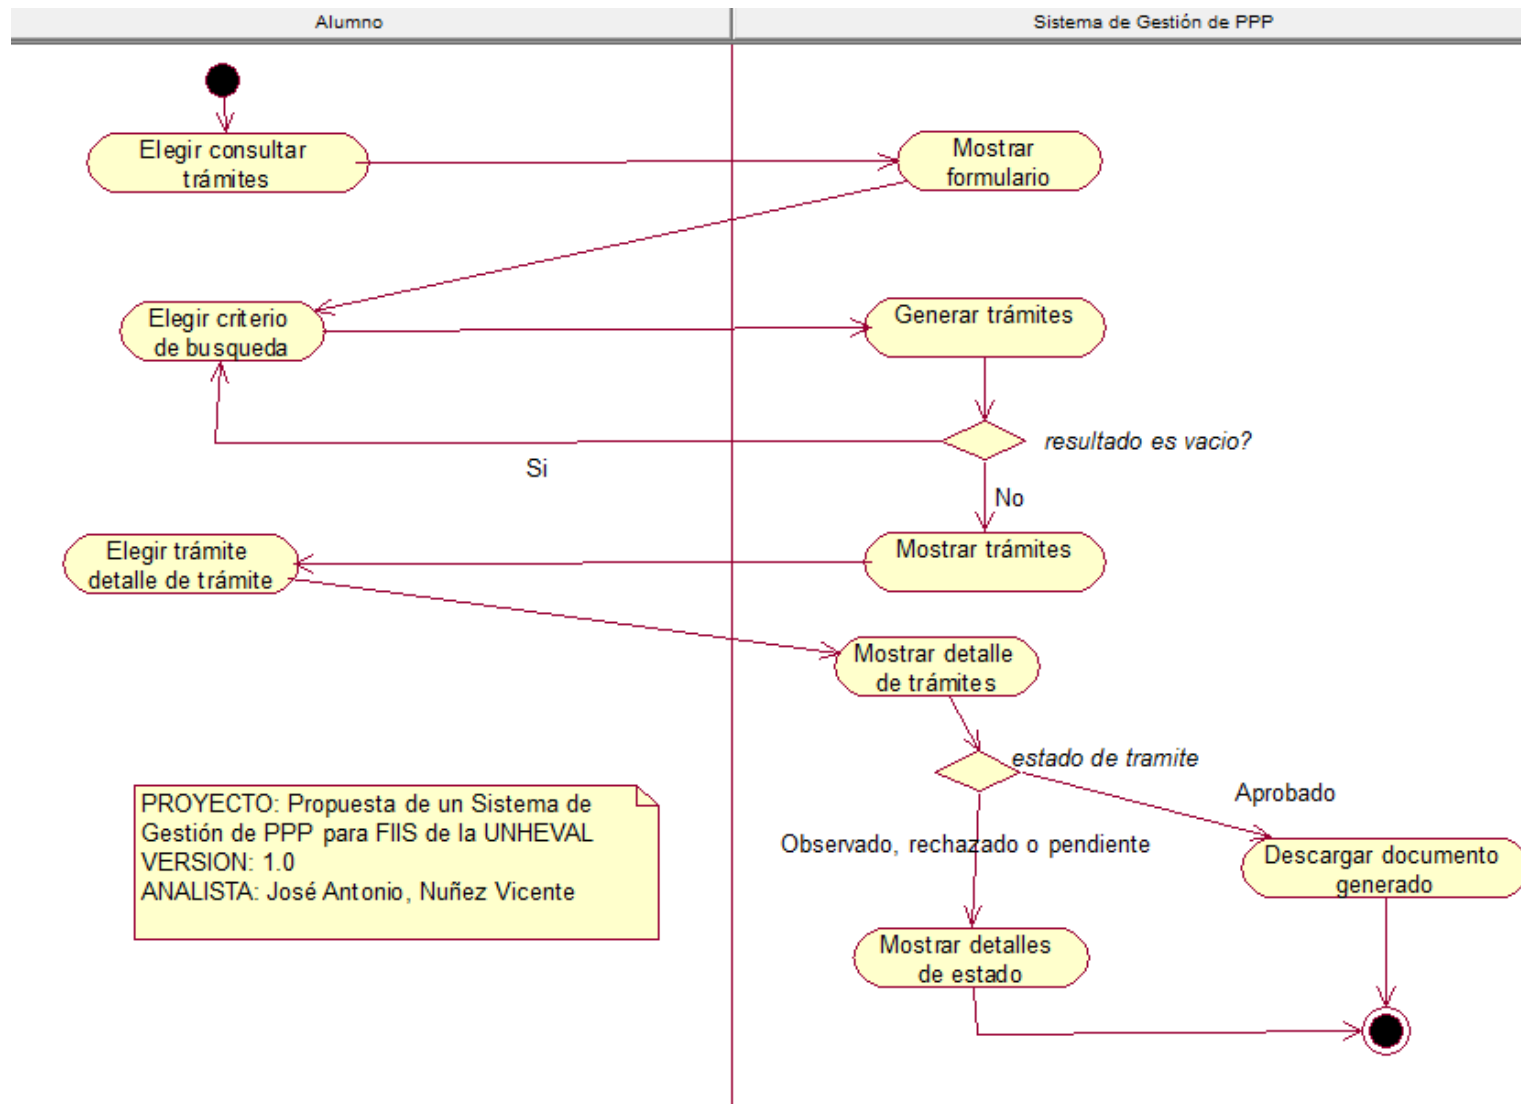 Alumno
Sistema de Gestión de PPP
Elegir consultar
trámites
Mostrar
formulario
Elegir criterio
de busqueda
Generar trámites
resultado es vacio?
Si
No
Elegir trámite
detalle de trámite
Mostrar trámites
Mostrar detalle
de trámites
estado de tramite
Aprobado
Observado, rechazado o pendiente
Descargar documento
generado
Mostrar detalles
de estado
PROYECTO: Propuesta de un Sistema de
Gestión de PPP para FIIS de la UNHEVAL
VERSION: 1.0
ANALISTA: José Antonio, Nuñez Vicente